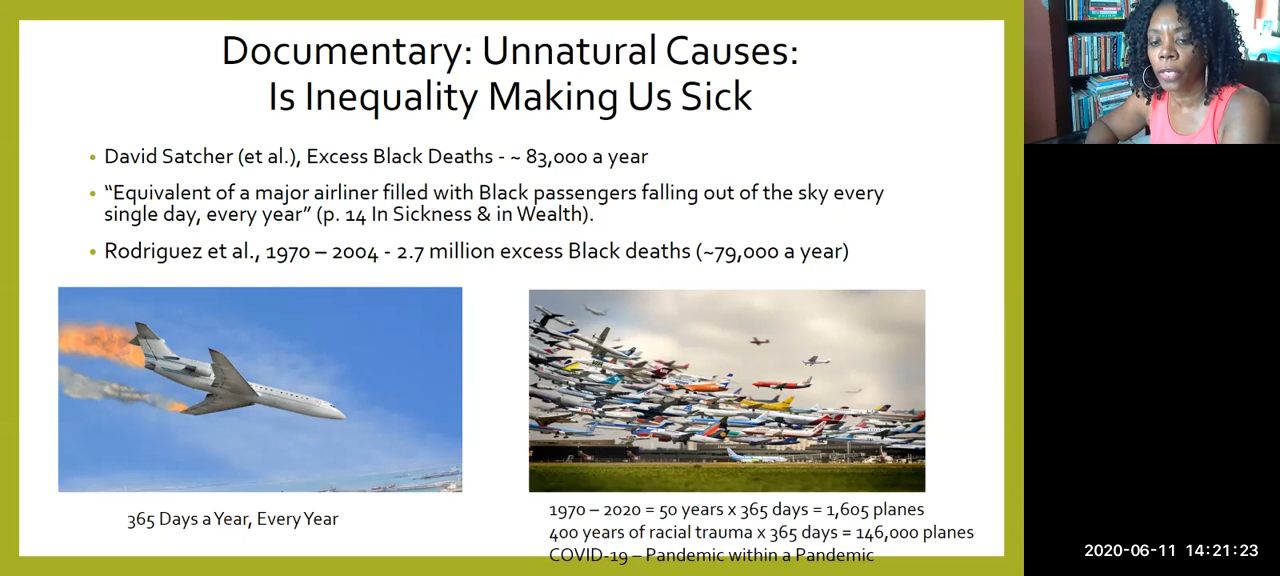 Documentary: Unnatural Causes:
Is Inequality Making Us Sick
• David Satcher (et al.), Excess Black Deaths - ~ 83,000 a year
• “Equivalent of a major airliner filled with Black passengers falling out of the sky every
single day, every year” (p. 14 In Sickness & in Wealth).
• Rodriguez et al., 1970 – 2004 - 2.7 million excess Black deaths (~79,000 a year)
365 Days a Year, Every Year
1970 – 2020 = 50 years x 365 days = 1,605 planes
400 years of racial trauma x 365 days = 146,000 planes
COVID-19 – Pandemic within a Pandemic
2020-06-11 14:21:23